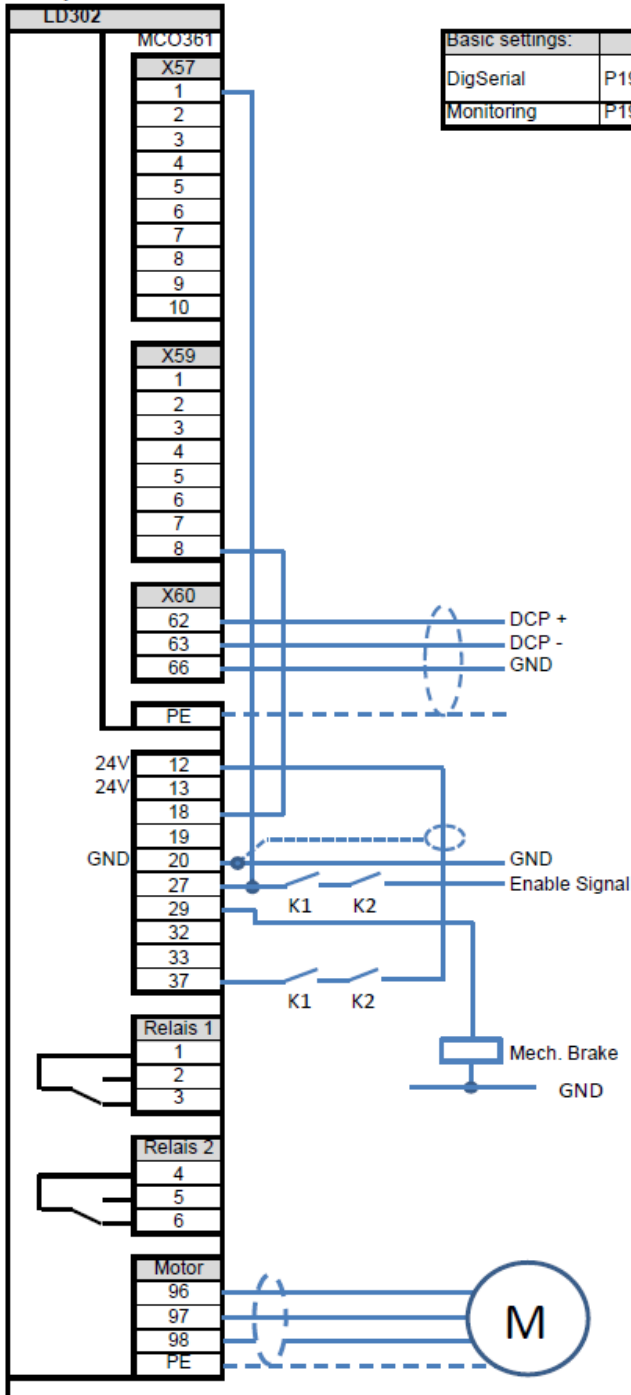 LD302
MCO361
Basic settings:
DigSerial P19
Monitoring P19
X57
1
2
3
4
5
6
7
8
9
10
X59
1
2
3
4
5
6
7
8
X60
62 DCP +
63 DCP -
66 GND
PE
24V 12
24V 13
18
19
GND 20 GND
27 K1 K2 Enable Signal
29
32
33
37 K1 K2
Relais 1
1
2
3
Mech. Brake
GND
Relais 2
4
5
6
Motor
96
97
98
PE
M